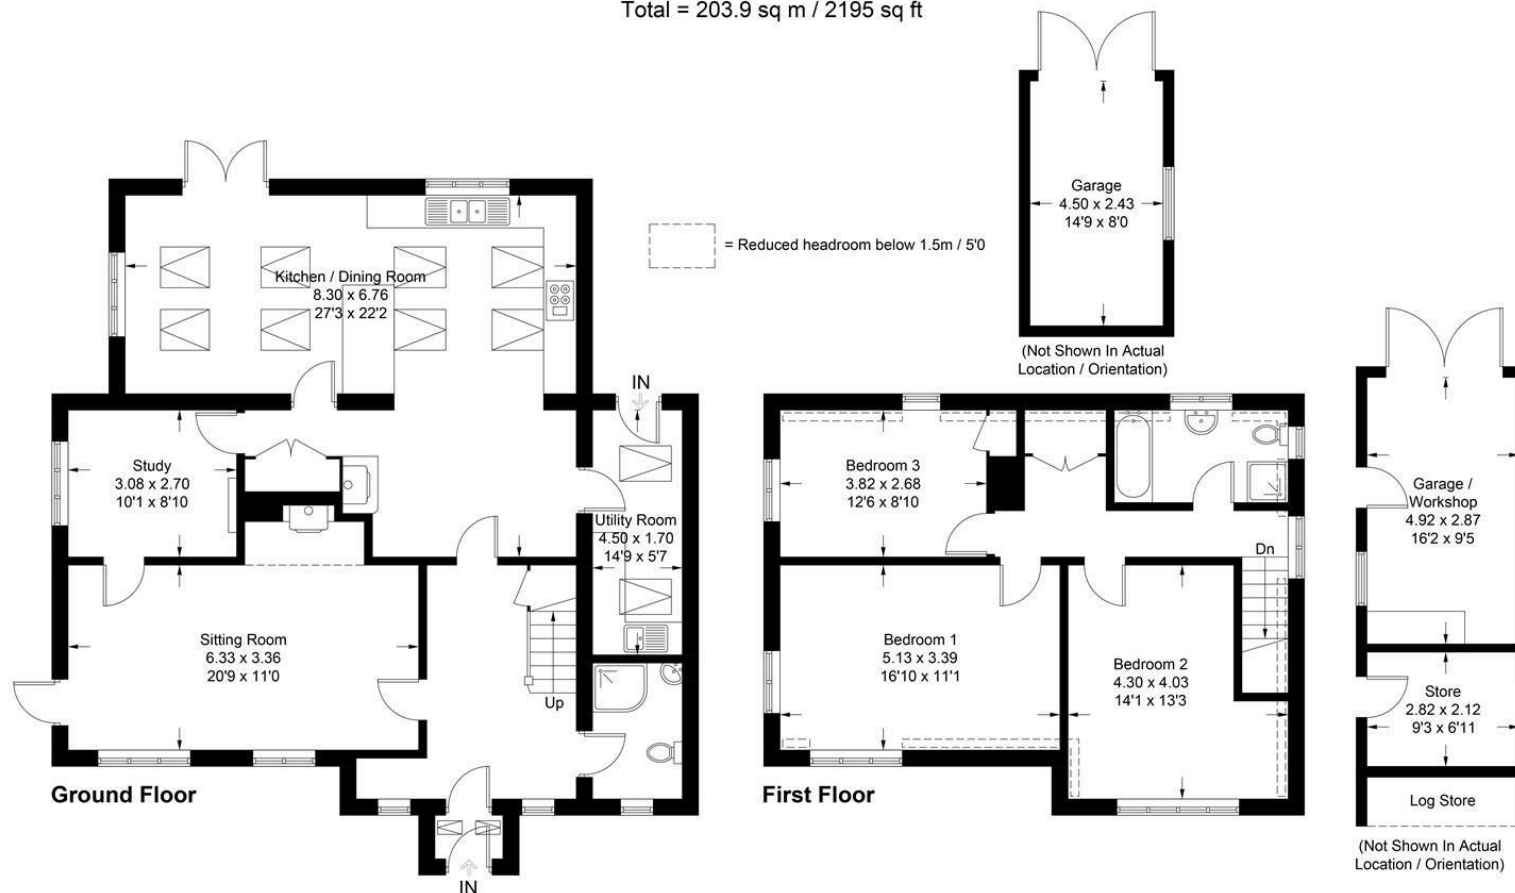 Total = 203.9 sq m / 2195 sq ft
Garage
4.50 x 2.43
14'9 x 8'0
= Reduced headroom below 1.5m / 5'0
Kitchen / Dining Room
8.30 x 6.76
27'3 x 22'2
(Not Shown In Actual
Location / Orientation)
IN
Study
3.08 x 2.70
10'1 x 8'10
Utility Room
4.50 x 1.70
14'9 x 5'7
Sitting Room
6.33 x 3.36
20'9 x 11'0
Up
Ground Floor
IN
Bedroom 3
3.82 x 2.68
12'6 x 8'10
Dn
Bedroom 1
5.13 x 3.39
16'10 x 11'1
Bedroom 2
4.30 x 4.03
14'1 x 13'3
First Floor
Garage /
Workshop
4.92 x 2.87
16'2 x 9'5
Store
2.82 x 2.12
9'3 x 6'11
Log Store
(Not Shown In Actual
Location / Orientation)